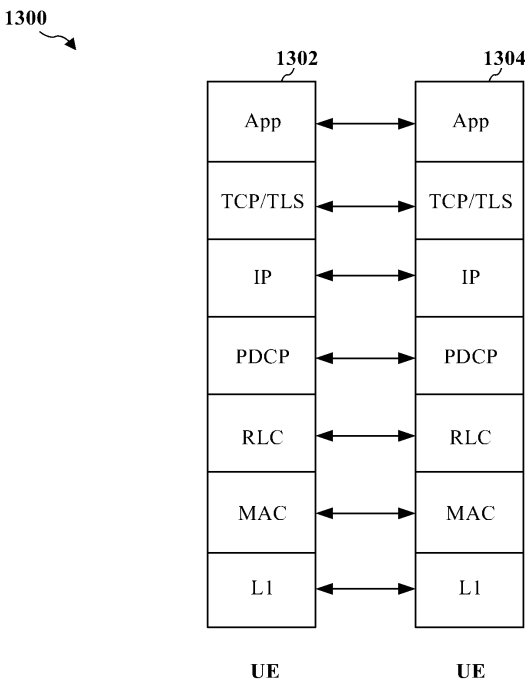 1300
1302
1304
App
App
TCP/TLS
TCP/TLS
IP
IP
PDCP
PDCP
RLC
RLC
MAC
MAC
L1
L1
UE
UE